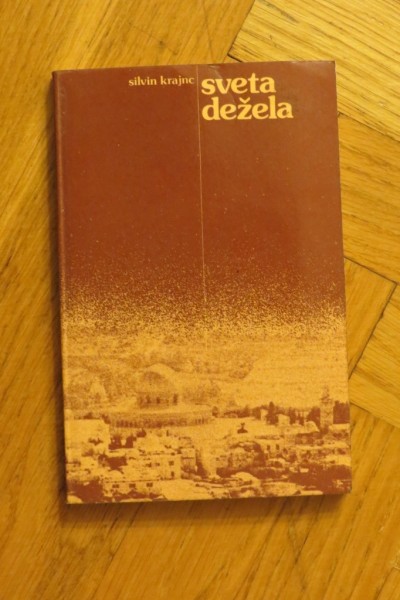 silvin krajnc
sveta
dežela